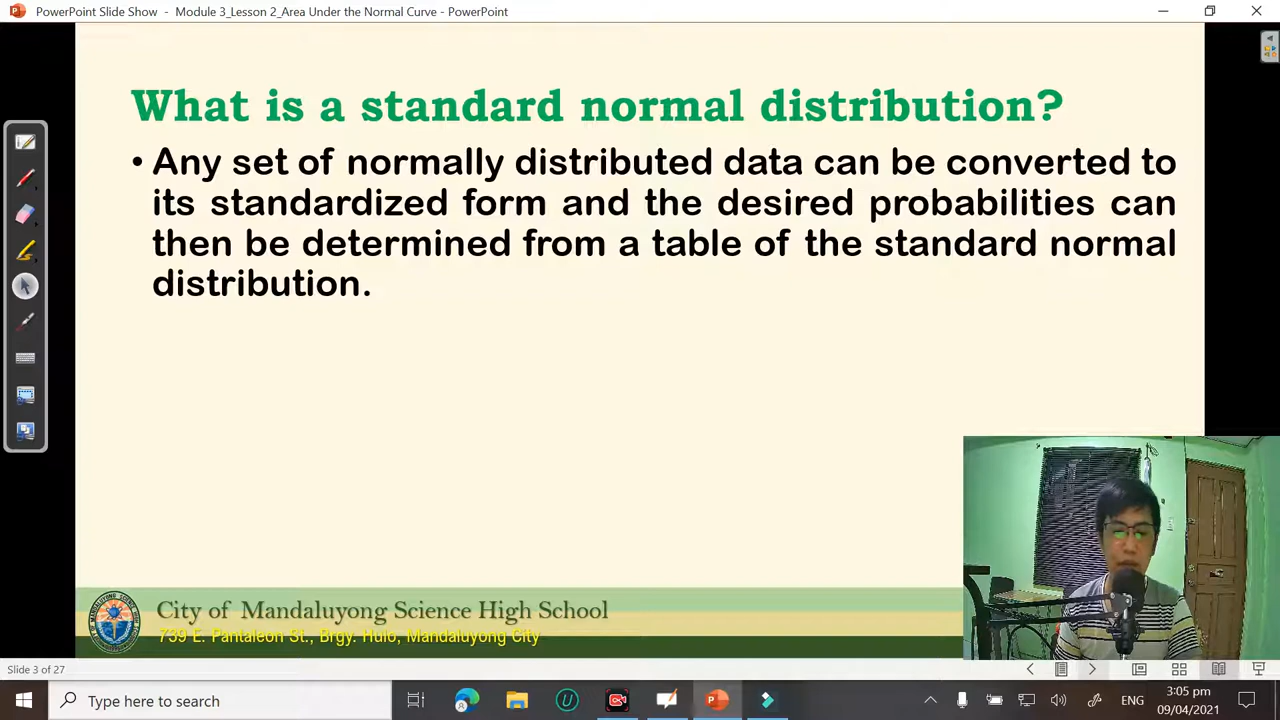 PowerPoint Slide Show - Module 3_Lesson 2_Area Under the Normal Curve - PowerPoint
What is a standard normal distribution?
• Any set of normally distributed data can be converted to
its standardized form and the desired probabilities can
then be determined from a table of the standard normal
distribution.
City of Mandaluyong Science High School
739 E. Pantaleon St., Brgy. Hulo, Mandaluyong City
Slide 3 of 27
Type here to search
ENG
3:05 pm
09/04/2021